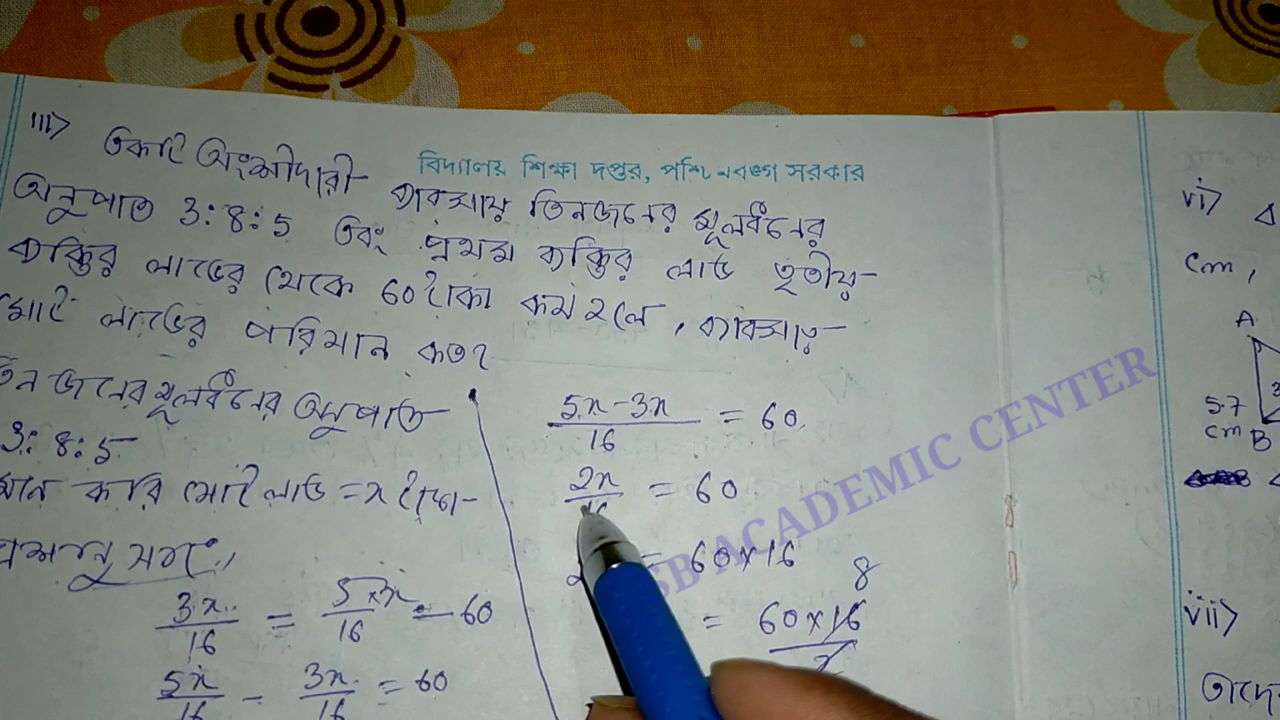 iii> একটি অংশীদারী
বিদ্যালয় শিক্ষা দপ্তর, পশ্চিমবঙ্গ সরকার
ব্যবসায় তিনজনের মূলধনের
অনুপাত 3:8:5 এবং প্রথম ব্যক্তির লাভ তৃতীয়
ব্যক্তির লাভের থেকে 60 টাকা কম হলে, ব্যবসায়
মোট লাভের পরিমান কত?
তিন জনের মূলধনের অনুপাত
3:8:5
মনে করি মোট লাভ = x টাকা
প্রশ্নানুসারে,
3x/16 = 5x/16 - 60
5x/16 - 3x/16 = 60
5x-3x/16 = 60
2x/16 = 60
= 60×16
8
= 60×16/2
SB ACADEMIC CENTER
vi> Δ
cm,
A
3
57
cm B
vii>
তাদে